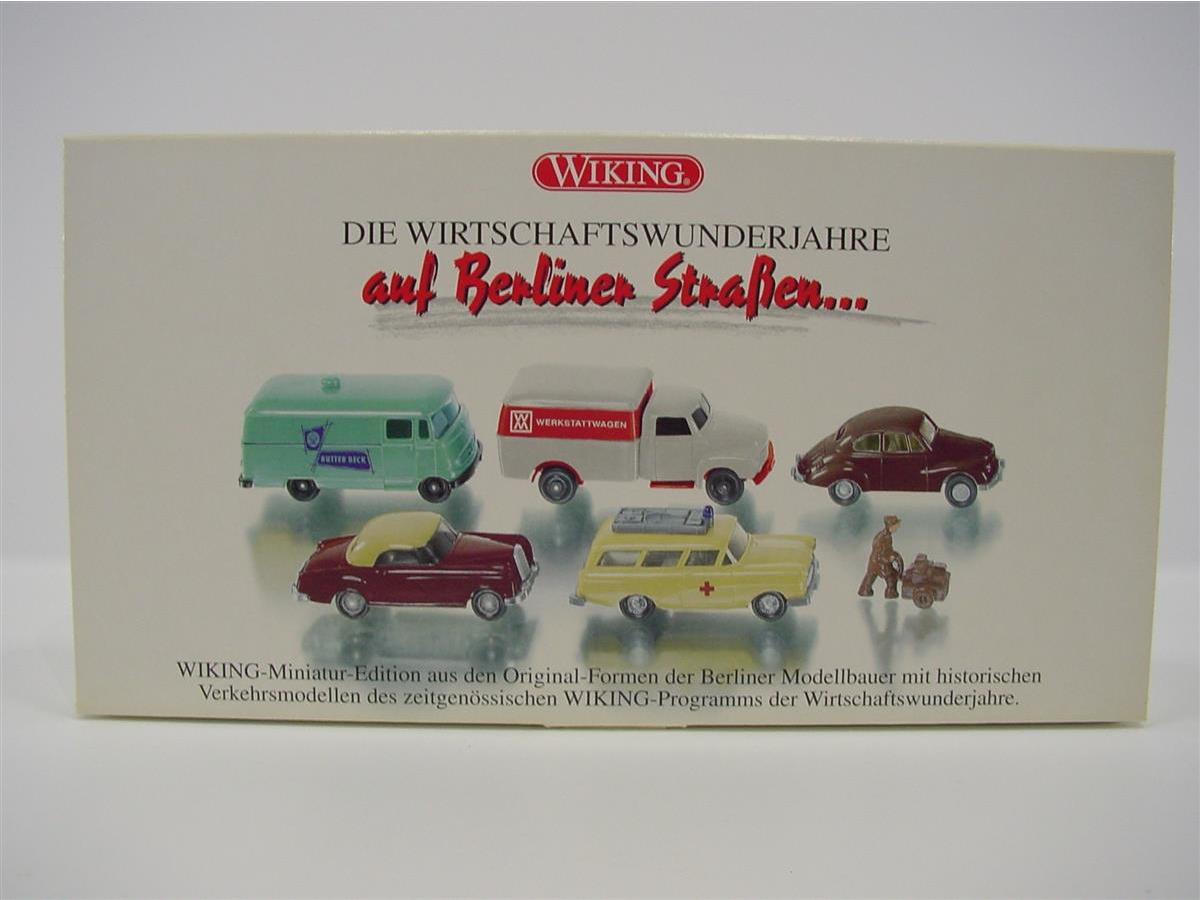 WIKING®
DIE WIRTSCHAFTSWUNDERJAHRE
auf Berliner Straßen...
BUTTER BECK
WERKSTATTWAGEN
WIKING-Miniatur-Edition aus den Original-Formen der Berliner Modellbauer mit historischen
Verkehrsmodellen des zeitgenössischen WIKING-Programms der Wirtschaftswunderjahre.